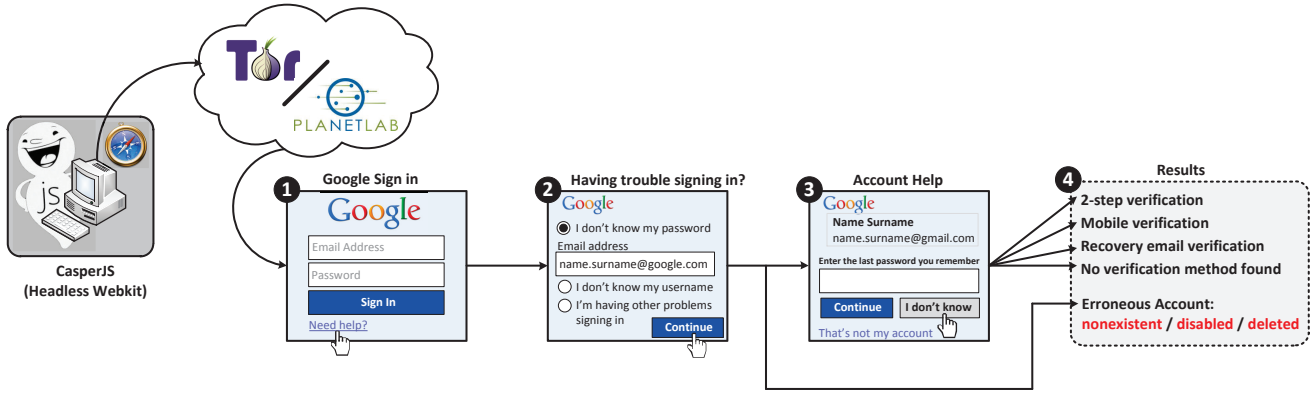 Tor
PLANETLAB
js
CasperJS
(Headless Webkit)
1
Google Sign in
Google
Email Address
Password
Sign In
Need help?
2
Having trouble signing in?
Google
I don't know my password
Email address
name.surname@google.com
I don't know my username
I'm having other problems
signing in
Continue
3
Account Help
Google
Name Surname
name.surname@gmail.com
Enter the last password you remember
Continue
I don't know
That's not my account
4
Results
2-step verification
Mobile verification
Recovery email verification
No verification method found
Erroneous Account:
nonexistent / disabled / deleted